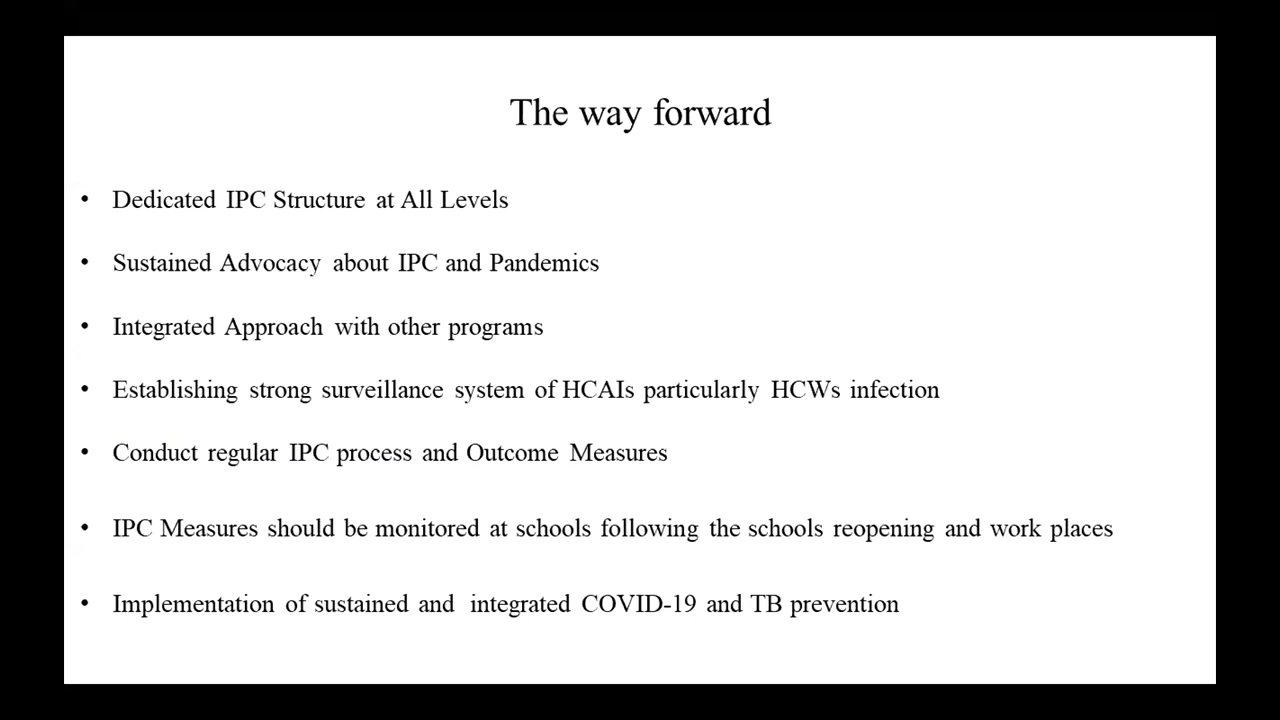 The way forward
• Dedicated IPC Structure at All Levels
• Sustained Advocacy about IPC and Pandemics
• Integrated Approach with other programs
• Establishing strong surveillance system of HCAIs particularly HCWs infection
• Conduct regular IPC process and Outcome Measures
• IPC Measures should be monitored at schools following the schools reopening and work places
• Implementation of sustained and integrated COVID-19 and TB prevention